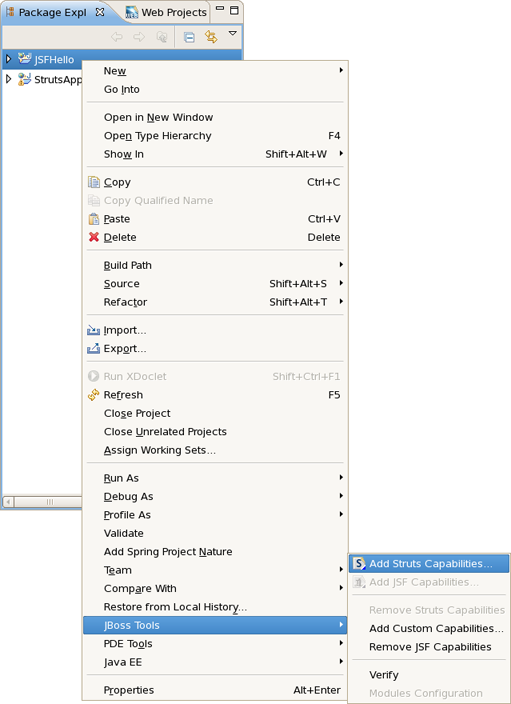 Package Expl
Web Projects
JSFHello
StrutsApp
New
Go Into
Open in New Window
Open Type Hierarchy F4
Show In Shift+Alt+W
Copy Ctrl+C
Copy Qualified Name
Paste Ctrl+V
Delete Delete
Build Path
Source Shift+Alt+S
Refactor Shift+Alt+T
Import...
Export...
Run XDoclet Shift+Ctrl+F1
Refresh F5
Close Project
Close Unrelated Projects
Assign Working Sets...
Run As
Debug As
Profile As
Validate
Add Spring Project Nature
Team
Compare With
Restore from Local History...
JBoss Tools
PDE Tools
Java EE
Properties Alt+Enter
Add Struts Capabilities...
Add JSF Capabilities...
Remove Struts Capabilities
Add Custom Capabilities...
Remove JSF Capabilities
Verify
Modules Configuration